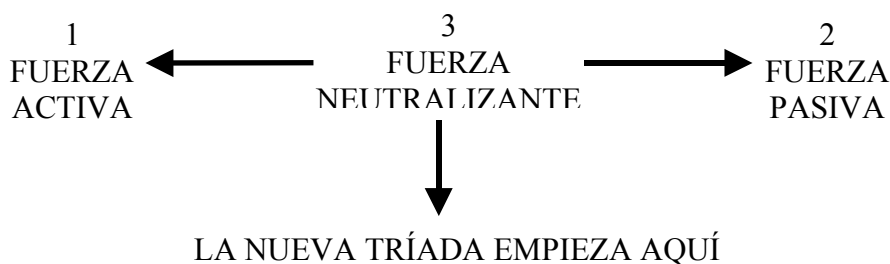 1
FUERZA
ACTIVA
3
FUERZA
NEUTRALIZANTE
2
FUERZA
PASIVA
LA NUEVA TRÍADA EMPIEZA AQUÍ